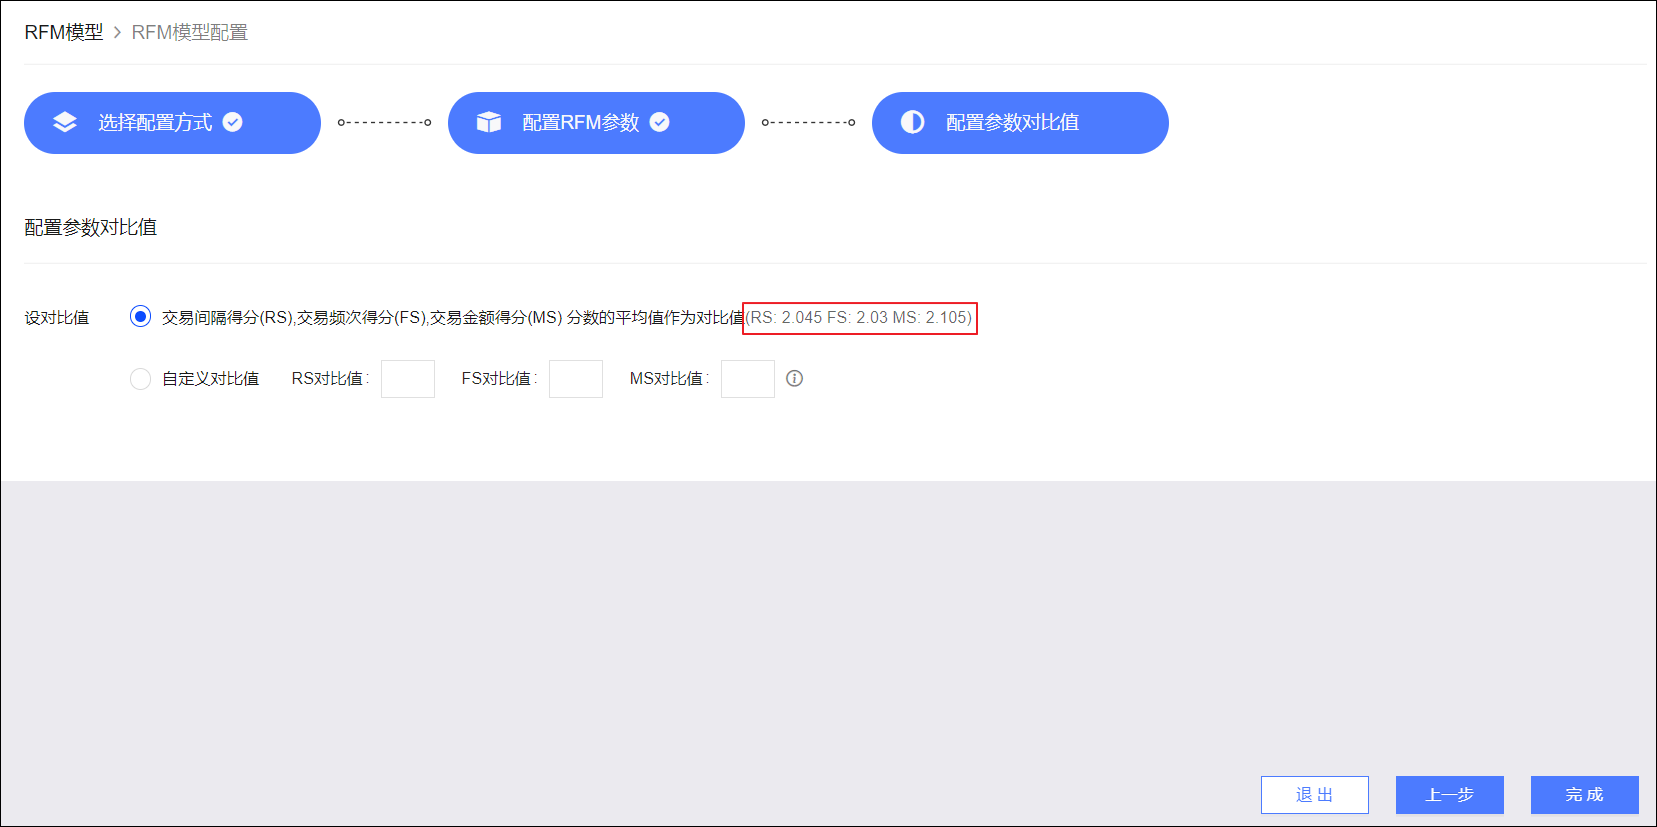 RFM模型 > RFM模型配置
选择配置方式 配置RFM参数 配置参数对比值
配置参数对比值
设对比值 交易间隔得分(RS),交易频次得分(FS),交易金额得分(MS) 分数的平均值作为对比值(RS: 2.045 FS: 2.03 MS: 2.105)
自定义对比值 RS对比值: FS对比值: MS对比值:
退 出 上一步 完 成